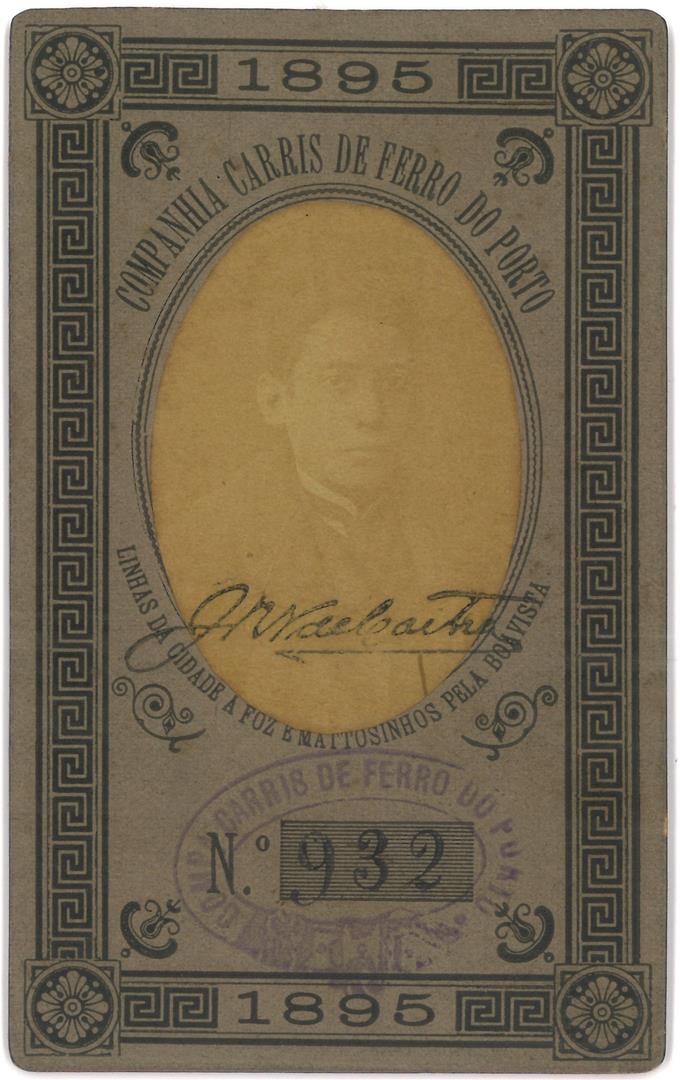 1895
COMPANHIA CARRIS DE FERRO DO PORTO
LINHAS DA CIDADE A FOZ E MATTOSINHOS PELA BOAVISTA
CARRIS DE FERRO DO PORTO
N.º 932
1895